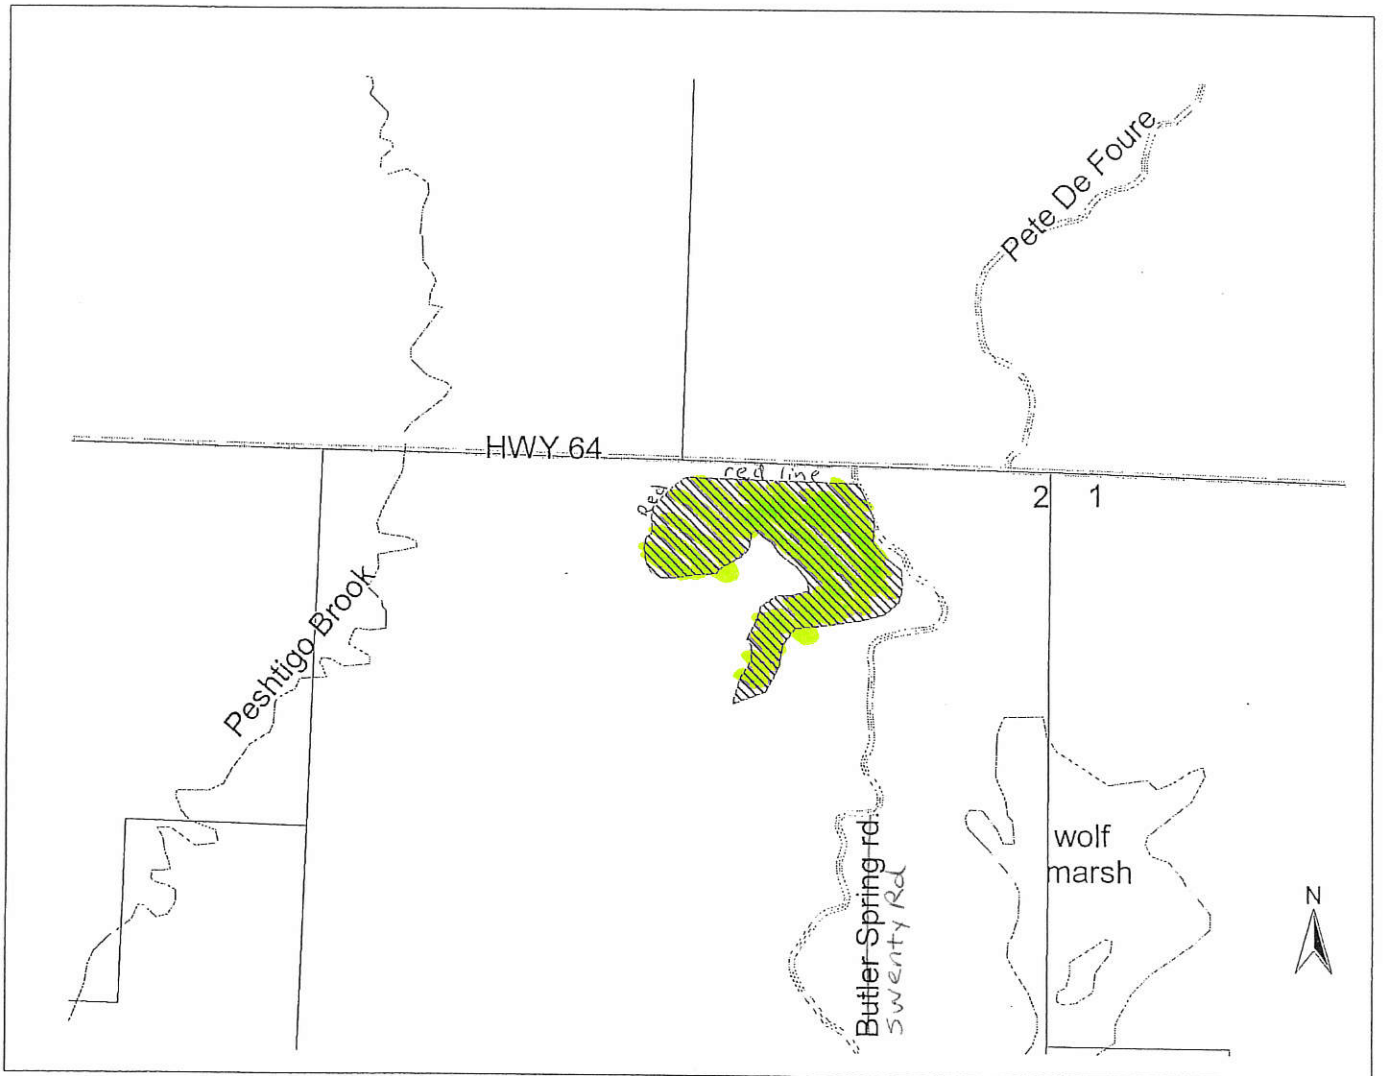 Pete De Foure
HWY 64
red line
Red
2 1
Peshtigo Brook
wolf
marsh
Butler Spring rd.
Swenty Rd
N